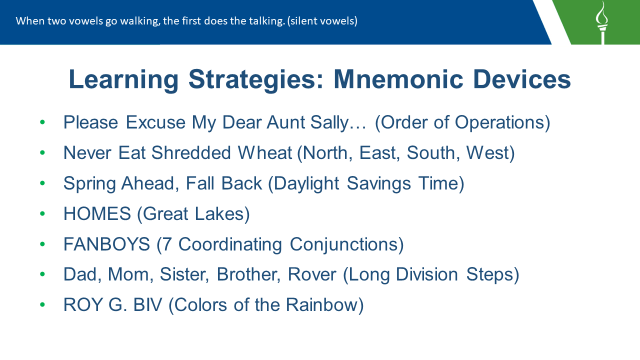 When two vowels go walking, the first does the talking. (silent vowels)
Learning Strategies: Mnemonic Devices
• Please Excuse My Dear Aunt Sally… (Order of Operations)
• Never Eat Shredded Wheat (North, East, South, West)
• Spring Ahead, Fall Back (Daylight Savings Time)
• HOMES (Great Lakes)
• FANBOYS (7 Coordinating Conjunctions)
• Dad, Mom, Sister, Brother, Rover (Long Division Steps)
• ROY G. BIV (Colors of the Rainbow)